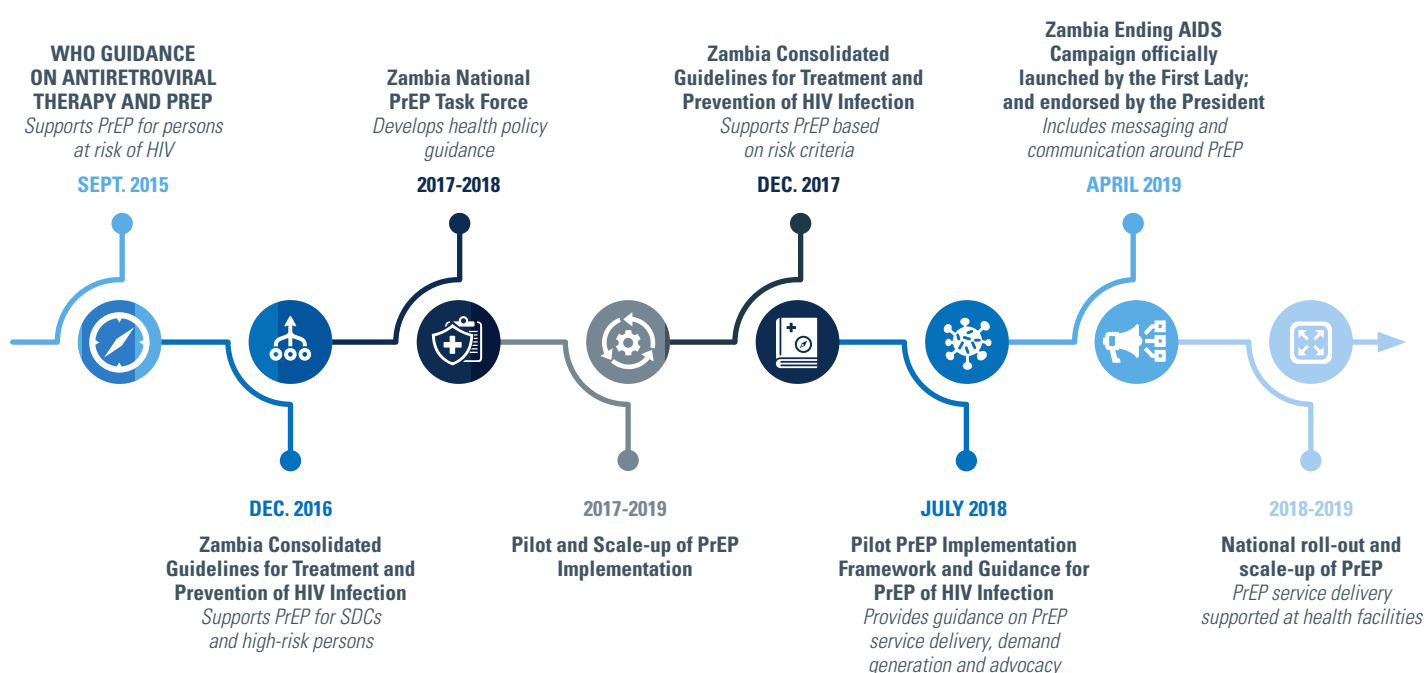 WHO GUIDANCE
ON ANTIRETROVIRAL
THERAPY AND PREP
Supports PrEP for persons
at risk of HIV
SEPT. 2015
Zambia National
PrEP Task Force
Develops health policy
guidance
2017-2018
Zambia Consolidated
Guidelines for Treatment and
Prevention of HIV Infection
Supports PrEP based
on risk criteria
DEC. 2017
Zambia Ending AIDS
Campaign officially
launched by the First Lady;
and endorsed by the President
Includes messaging and
communication around PrEP
APRIL 2019
DEC. 2016
Zambia Consolidated
Guidelines for Treatment and
Prevention of HIV Infection
Supports PrEP for SDCs
and high-risk persons
2017-2019
Pilot and Scale-up of PrEP
Implementation
JULY 2018
Pilot PrEP Implementation
Framework and Guidance for
PrEP of HIV Infection
Provides guidance on PrEP
service delivery, demand
generation and advocacy
2018-2019
National roll-out and
scale-up of PrEP
PrEP service delivery
supported at health facilities